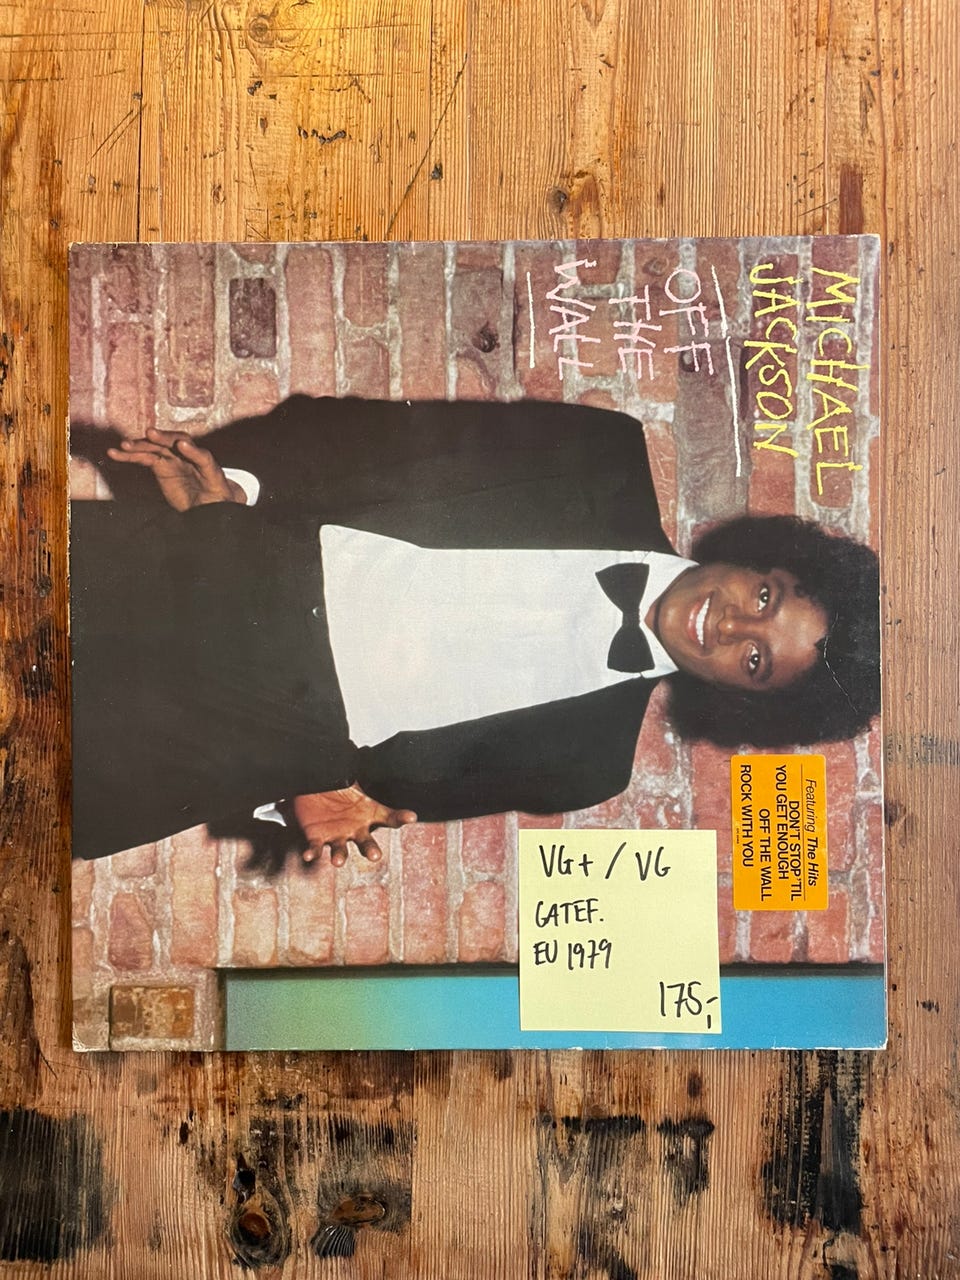 MICHAEL
JACKSON
OFF
THE
WALL
Featuring The Hits
DON'T STOP 'TIL
YOU GET ENOUGH
OFF THE WALL
ROCK WITH YOU
VG+ / VG
GATEF.
EU 1979
175,-